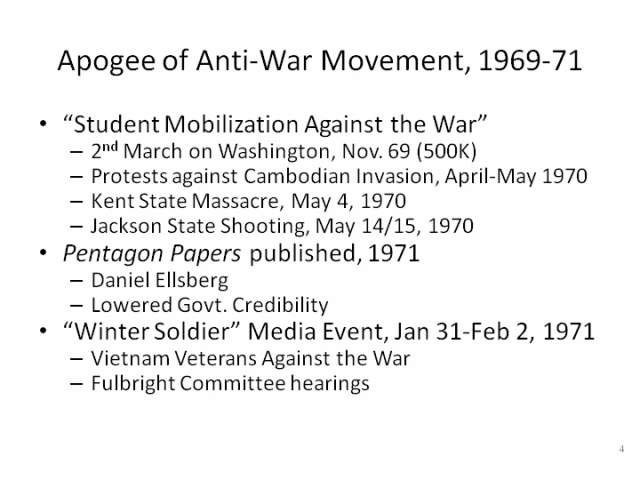 Apogee of Anti-War Movement, 1969-71
• “Student Mobilization Against the War”
– 2nd March on Washington, Nov. 69 (500K)
– Protests against Cambodian Invasion, April-May 1970
– Kent State Massacre, May 4, 1970
– Jackson State Shooting, May 14/15, 1970
• Pentagon Papers published, 1971
– Daniel Ellsberg
– Lowered Govt. Credibility
• “Winter Soldier” Media Event, Jan 31-Feb 2, 1971
– Vietnam Veterans Against the War
– Fulbright Committee hearings
4